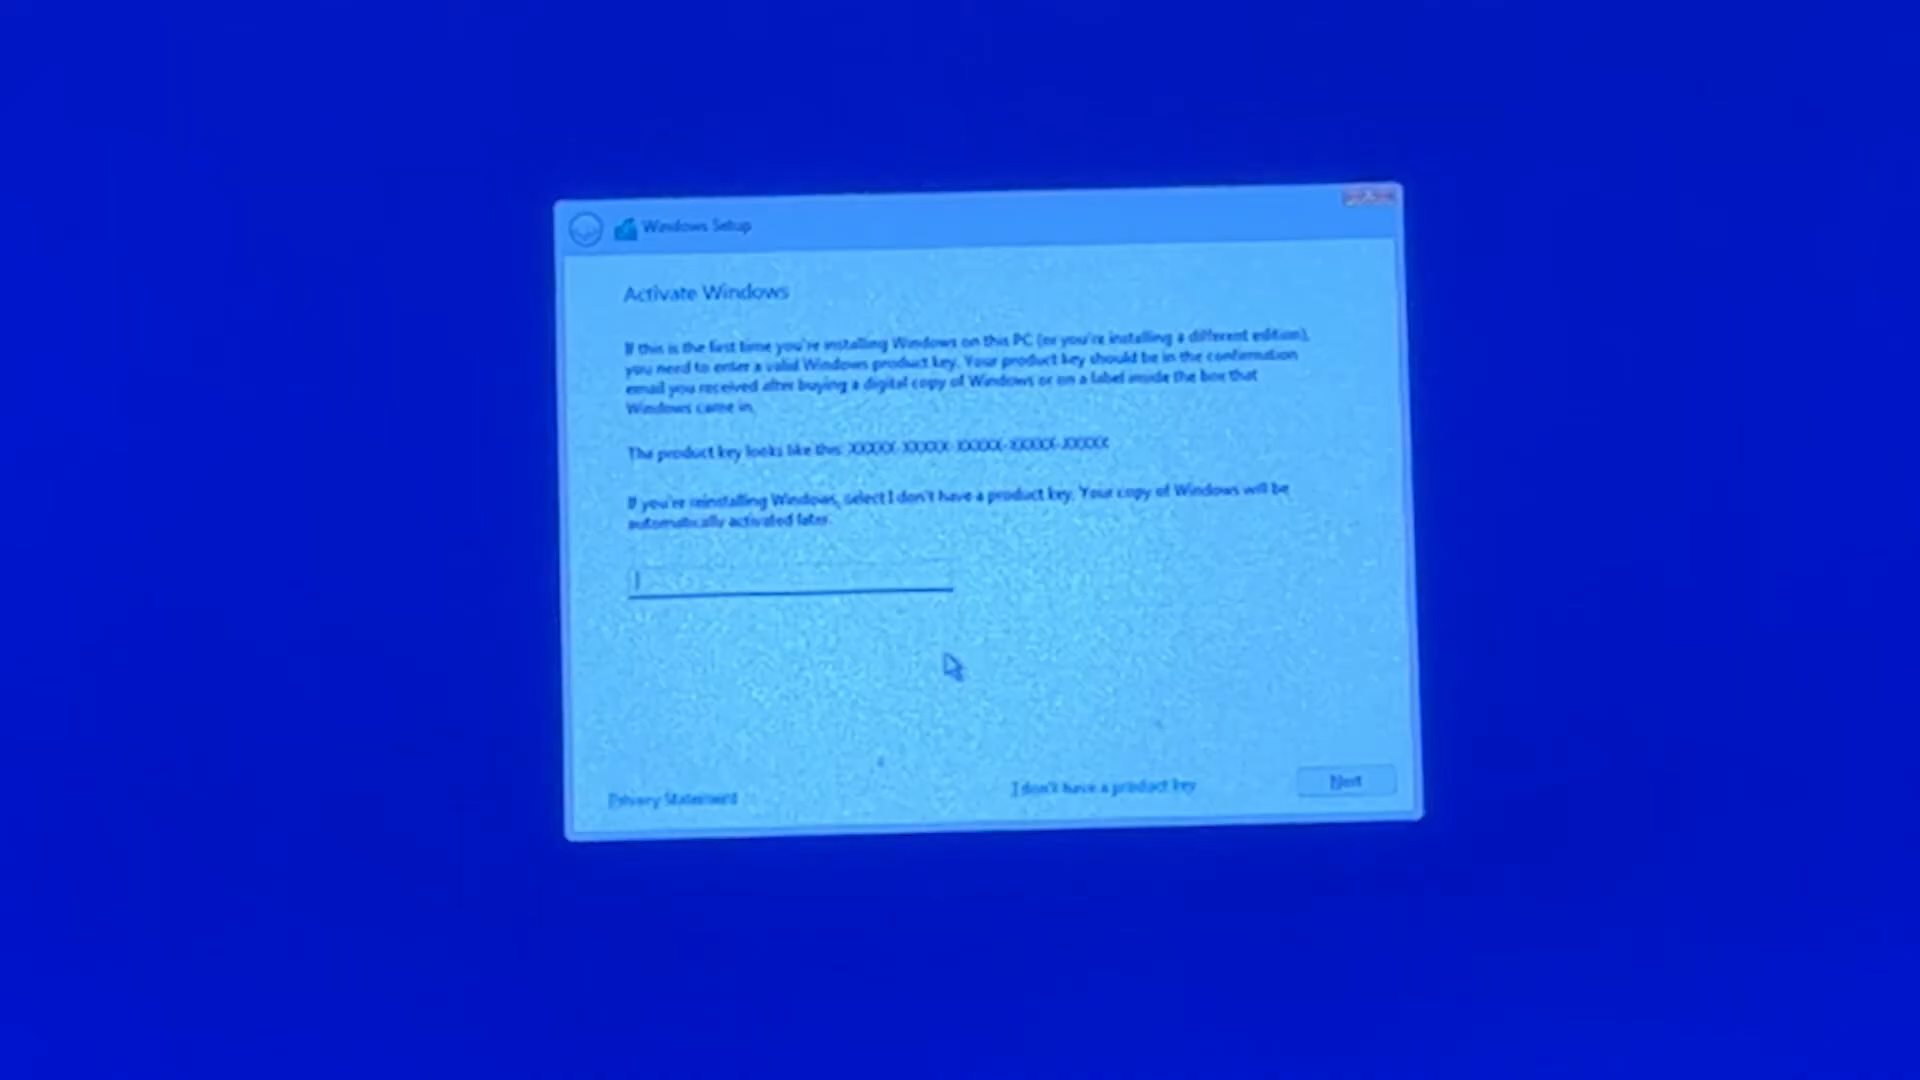 Windows Setup
Activate Windows
If this is the first time you're installing Windows on this PC (or you're installing a different edition),
you need to enter a valid Windows product key. Your product key should be in the confirmation
email you received after buying a digital copy of Windows or on a label inside the box that
Windows came in.
The product key looks like this: XXXXX-XXXXX-XXXXX-XXXXX-XXXXX
If you're reinstalling Windows, select I don't have a product key. Your copy of Windows will be
automatically activated later.
Privacy Statement
I don't have a product key
Next